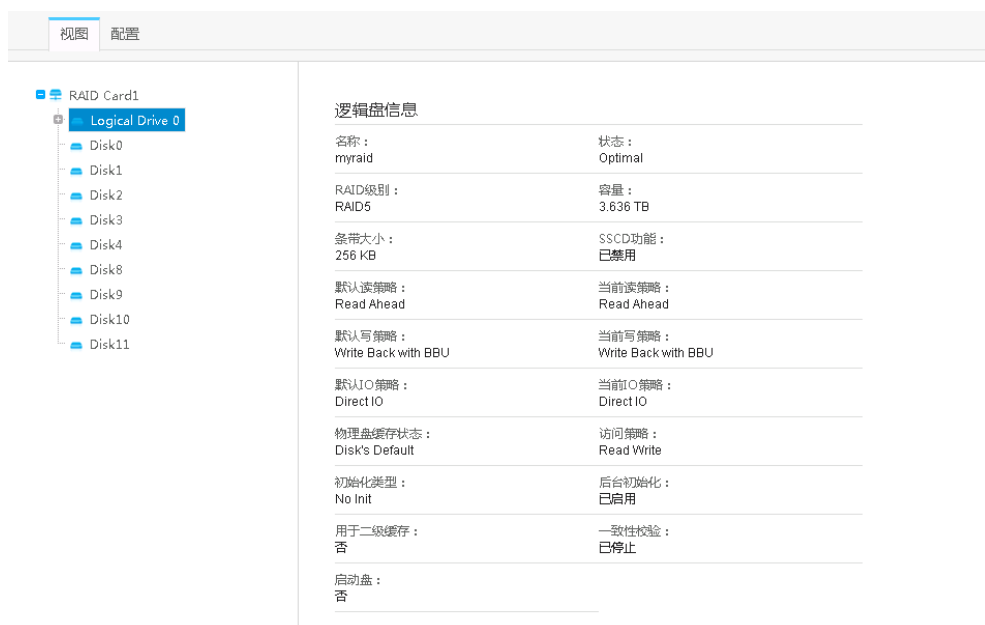 视图 配置
RAID Card1
Logical Drive 0
Disk0
Disk1
Disk2
Disk3
Disk4
Disk8
Disk9
Disk10
Disk11
逻辑盘信息
名称： 状态：
myraid Optimal
RAID级别： 容量：
RAID5 3.636 TB
条带大小： SSCD功能：
256 KB 已禁用
默认读策略： 当前读策略：
Read Ahead Read Ahead
默认写策略： 当前写策略：
Write Back with BBU Write Back with BBU
默认IO策略： 当前IO策略：
Direct IO Direct IO
物理盘缓存状态： 访问策略：
Disk's Default Read Write
初始化类型： 后台初始化：
No Init 已启用
用于二级缓存： 一致性校验：
否 已停止
启动盘：
否